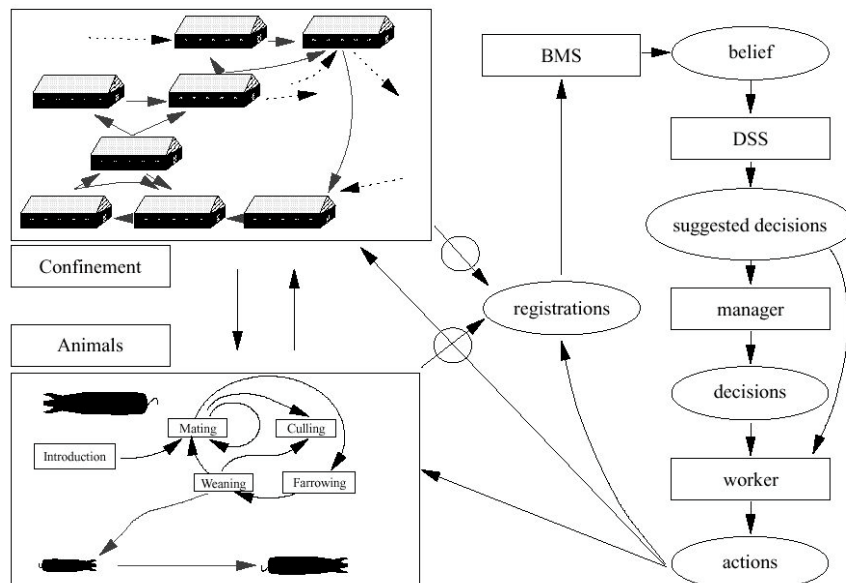 BMS
belief
DSS
suggested decisions
Confinement
registrations
manager
Animals
decisions
Mating
Culling
Introduction
Weaning
Farrowing
worker
actions